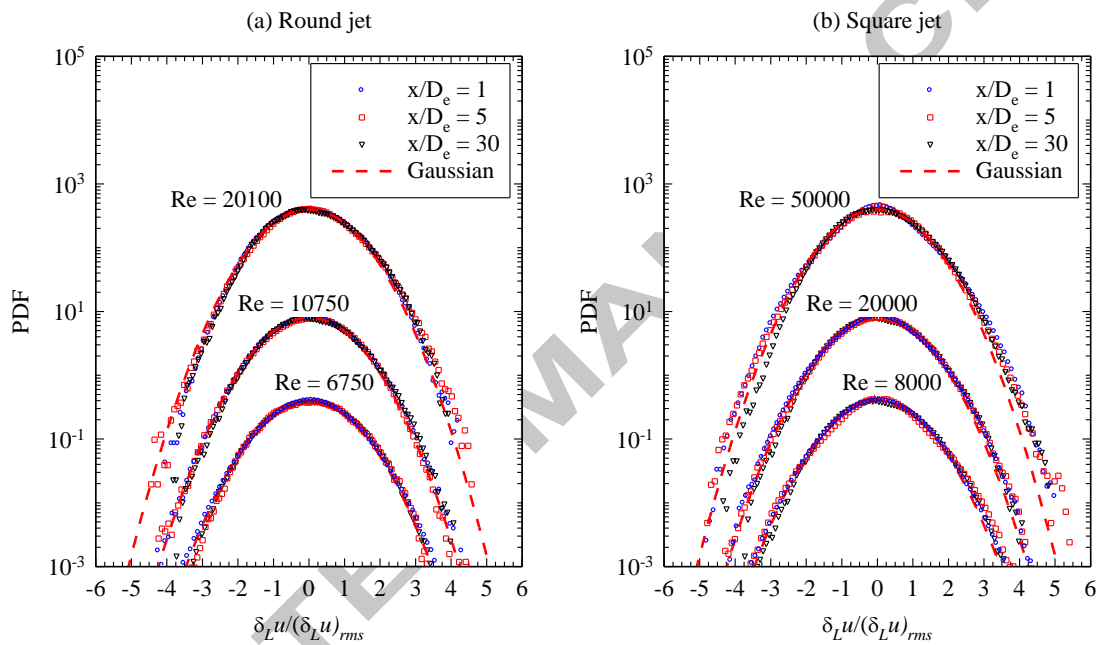 (a) Round jet
10^5
10^3
10^1
10^-1
10^-3
PDF
x/D_e = 1
x/D_e = 5
x/D_e = 30
Gaussian
Re = 20100
Re = 10750
Re = 6750
-6 -5 -4 -3 -2 -1 0 1 2 3 4 5 6
δ_L u/(δ_L u)_rms
(b) Square jet
10^5
10^3
10^1
10^-1
10^-3
PDF
x/D_e = 1
x/D_e = 5
x/D_e = 30
Gaussian
Re = 50000
Re = 20000
Re = 8000
-6 -5 -4 -3 -2 -1 0 1 2 3 4 5 6
δ_L u/(δ_L u)_rms